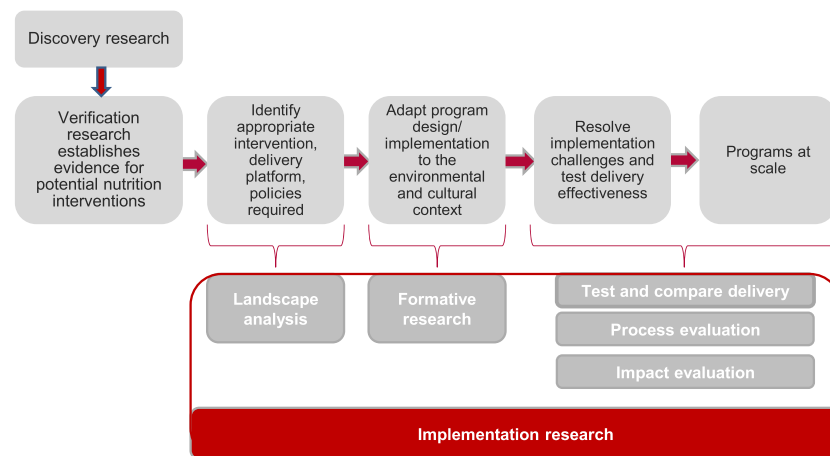 Discovery research
Verification
research
establishes
evidence for
potential nutrition
interventions
Identify
appropriate
intervention,
delivery
platform,
policies
required
Adapt program
design/
implementation
to the
environmental
and cultural
context
Resolve
implementation
challenges and
test delivery
effectiveness
Programs at
scale
Landscape
analysis
Formative
research
Test and compare delivery
Process evaluation
Impact evaluation
Implementation research